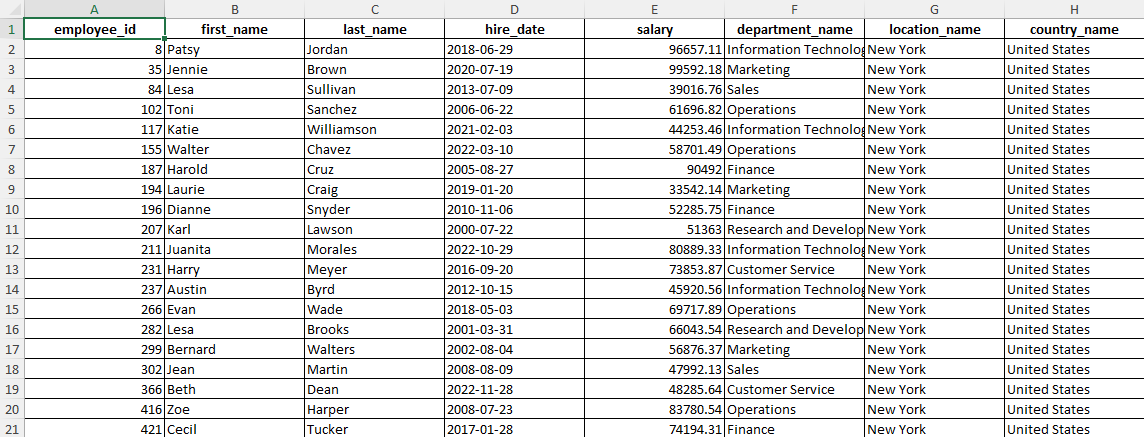 A B C D E F G H
1 employee_id first_name last_name hire_date salary department_name location_name country_name
2 8 Patsy Jordan 2018-06-29 96657.11 Information Technolog New York United States
3 35 Jennie Brown 2020-07-19 99592.18 Marketing New York United States
4 84 Lesa Sullivan 2013-07-09 39016.76 Sales New York United States
5 102 Toni Sanchez 2006-06-22 61696.82 Operations New York United States
6 117 Katie Williamson 2021-02-03 44253.46 Information Technolog New York United States
7 155 Walter Chavez 2022-03-10 58701.49 Operations New York United States
8 187 Harold Cruz 2005-08-27 90492 Finance New York United States
9 194 Laurie Craig 2019-01-20 33542.14 Marketing New York United States
10 196 Dianne Snyder 2010-11-06 52285.75 Finance New York United States
11 207 Karl Lawson 2000-07-22 51363 Research and Develop New York United States
12 211 Juanita Morales 2022-10-29 80889.33 Information Technolog New York United States
13 231 Harry Meyer 2016-09-20 73853.87 Customer Service New York United States
14 237 Austin Byrd 2012-10-15 45920.56 Information Technolog New York United States
15 266 Evan Wade 2018-05-03 69717.89 Operations New York United States
16 282 Lesa Brooks 2001-03-31 66043.54 Research and Develop New York United States
17 299 Bernard Walters 2002-08-04 56876.37 Marketing New York United States
18 302 Jean Martin 2008-08-09 47992.13 Sales New York United States
19 366 Beth Dean 2022-11-28 48285.64 Customer Service New York United States
20 416 Zoe Harper 2008-07-23 83780.54 Operations New York United States
21 421 Cecil Tucker 2017-01-28 74194.31 Finance New York United States